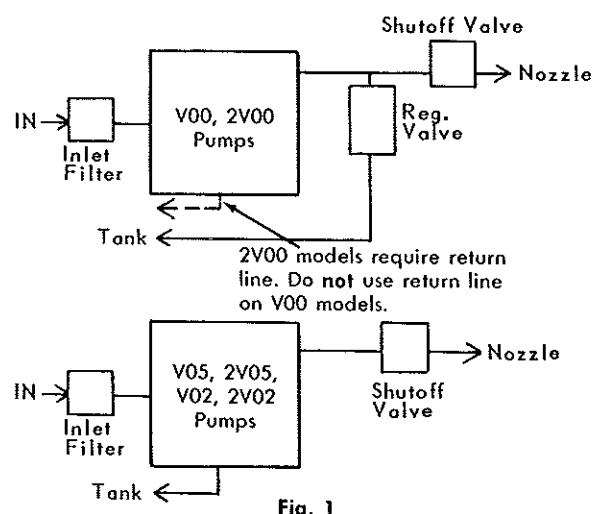 Shutoff Valve
Nozzle
V00, 2V00
Pumps
Reg.
Valve
IN
Inlet
Filter
Tank
2V00 models require return
line. Do not use return line
on V00 models.
Nozzle
V05, 2V05,
V02, 2V02
Pumps
IN
Shutoff
Valve
Inlet
Filter
Tank
Fig. 1